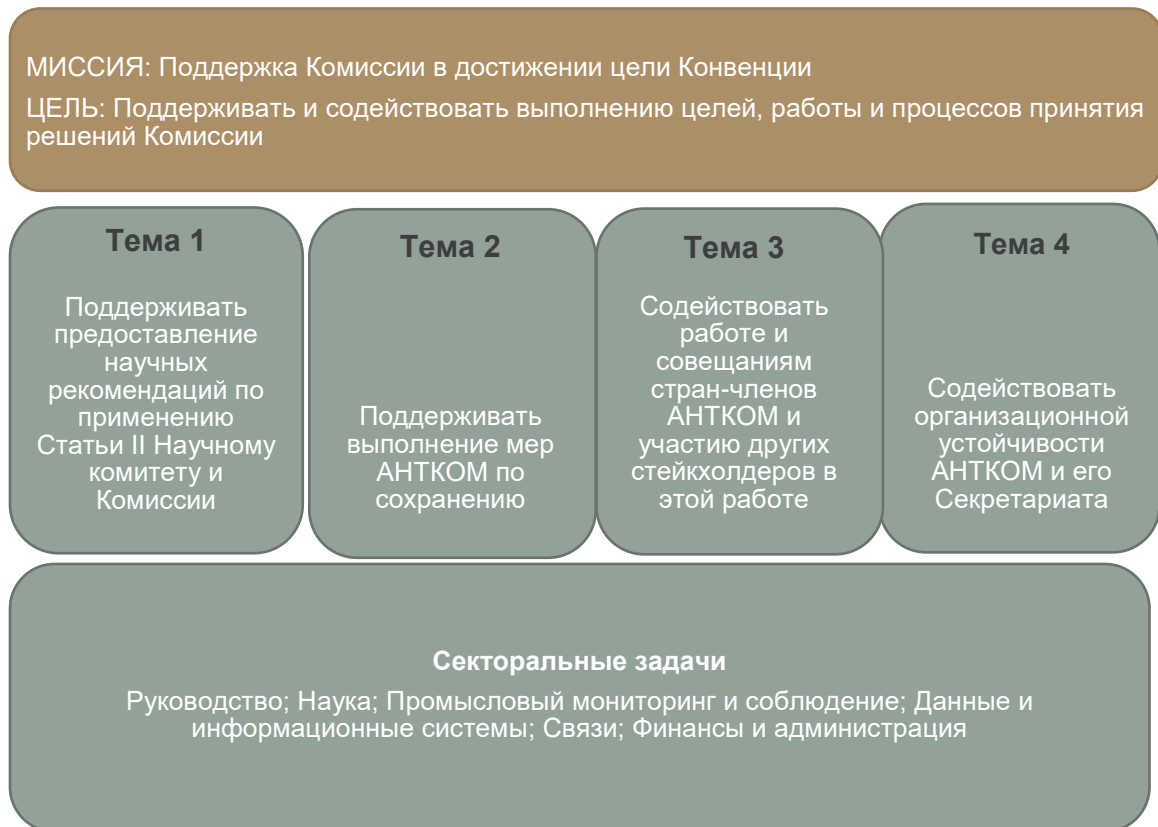 МИССИЯ: Поддержка Комиссии в достижении цели Конвенции
ЦЕЛЬ: Поддерживать и содействовать выполнению целей, работы и процессов принятия
решений Комиссии
Тема 1
Поддерживать
предоставление
научных
рекомендаций по
применению
Статьи II Научному
комитету и
Комиссии
Тема 2
Поддерживать
выполнение мер
АНТКОМ по
сохранению
Тема 3
Содействовать
работе и
совещаниям
стран-членов
АНТКОМ и
участию других
стейкхолдеров в
этой работе
Тема 4
Содействовать
организационной
устойчивости
АНТКОМ и его
Секретариата
Секторальные задачи
Руководство; Наука; Промысловый мониторинг и соблюдение; Данные и
информационные системы; Связи; Финансы и администрация